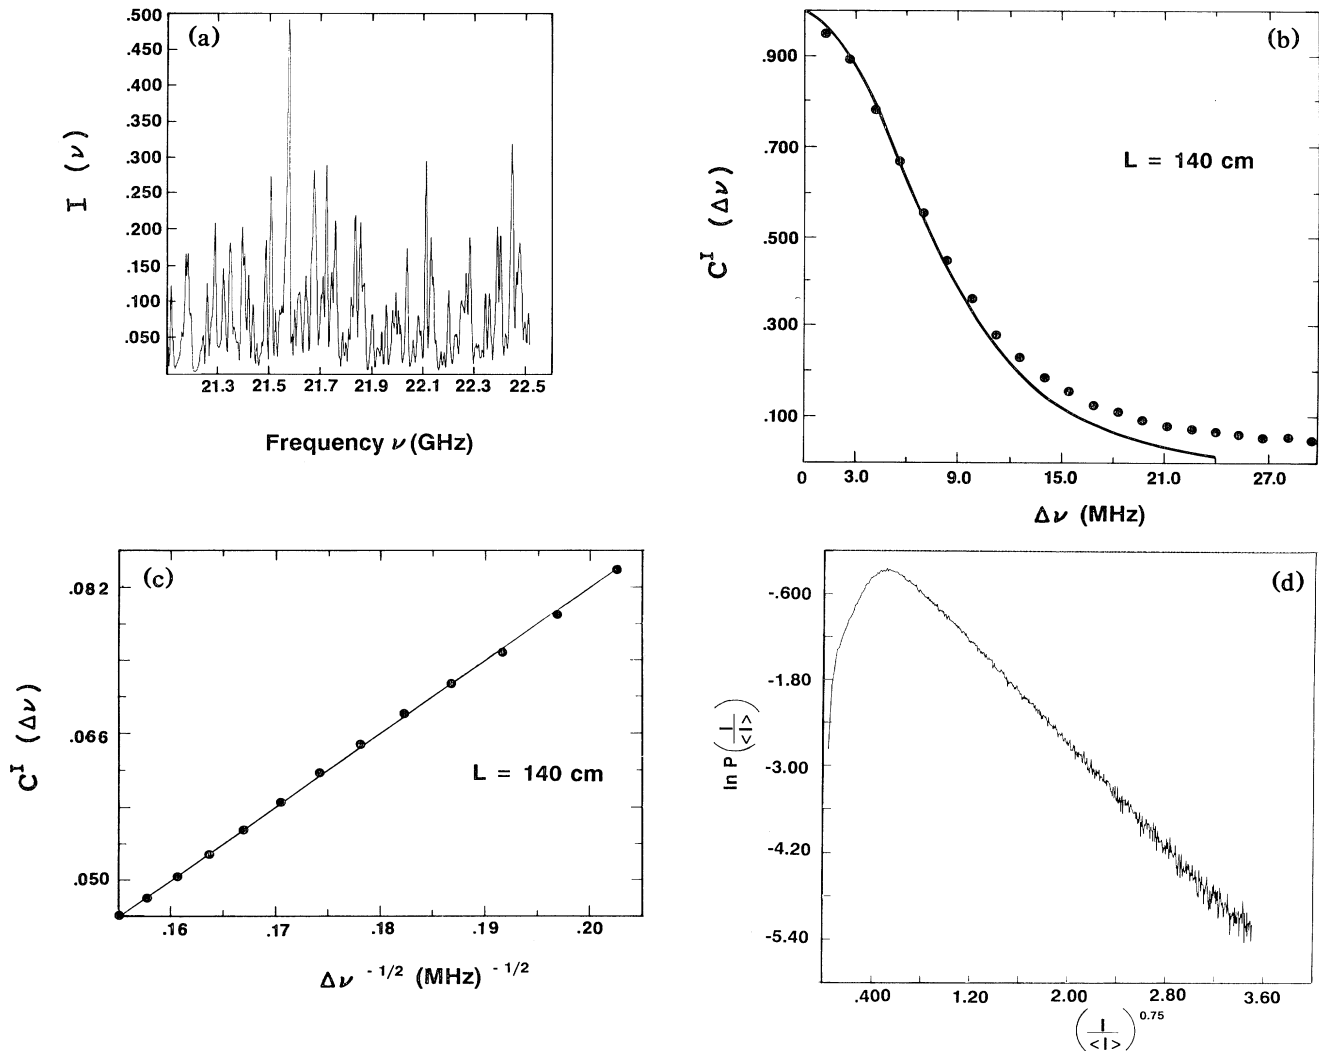 (a)
.500
.450
.400
.350
.300
.250
.200
.150
.100
.050
I (ν)
21.3 21.5 21.7 21.9 22.1 22.3 22.5
Frequency ν (GHz)
(b)
.900
.700
.500
.300
.100
C^I (Δν)
L = 140 cm
0 3.0 9.0 15.0 21.0 27.0
Δν (MHz)
(c)
.082
.066
.050
C^I (Δν)
L = 140 cm
.16 .17 .18 .19 .20
Δν -1/2 (MHz) -1/2
(d)
-.600
-1.80
-3.00
-4.20
-5.40
ln P (I/<I>)
.400 1.20 2.00 2.80 3.60
(I/<I>) 0.75